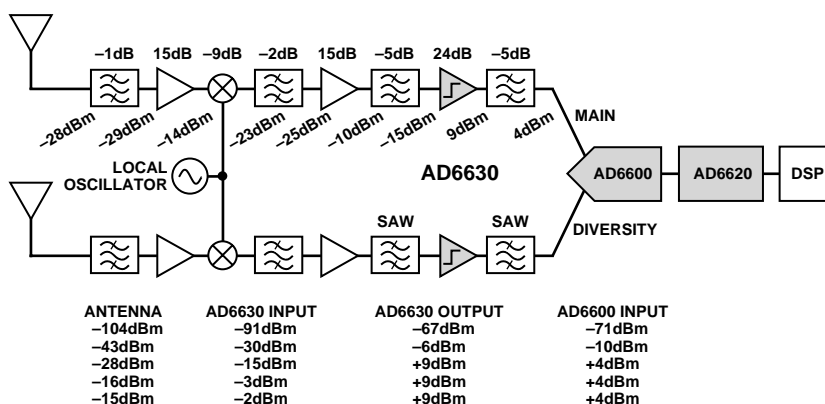 –1dB 15dB –9dB –2dB 15dB –5dB 24dB –5dB
–28dBm –29dBm –14dBm –23dBm –25dBm –10dBm –15dBm 9dBm 4dBm
MAIN
LOCAL
OSCILLATOR
AD6630
AD6600 AD6620 DSP
SAW SAW
DIVERSITY
ANTENNA AD6630 INPUT AD6630 OUTPUT AD6600 INPUT
–104dBm –91dBm –67dBm –71dBm
–43dBm –30dBm –6dBm –10dBm
–28dBm –15dBm +9dBm +4dBm
–16dBm –3dBm +9dBm +4dBm
–15dBm –2dBm +9dBm +4dBm